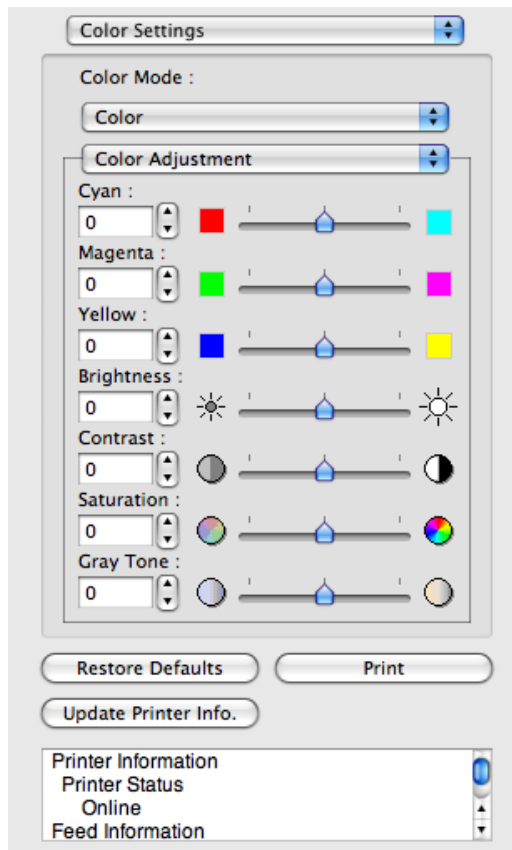 Color Settings
Color Mode :
Color
Color Adjustment
Cyan :
0
Magenta :
0
Yellow :
0
Brightness :
0
Contrast :
0
Saturation :
0
Gray Tone :
0
Restore Defaults
Print
Update Printer Info.
Printer Information
Printer Status
Online
Feed Information